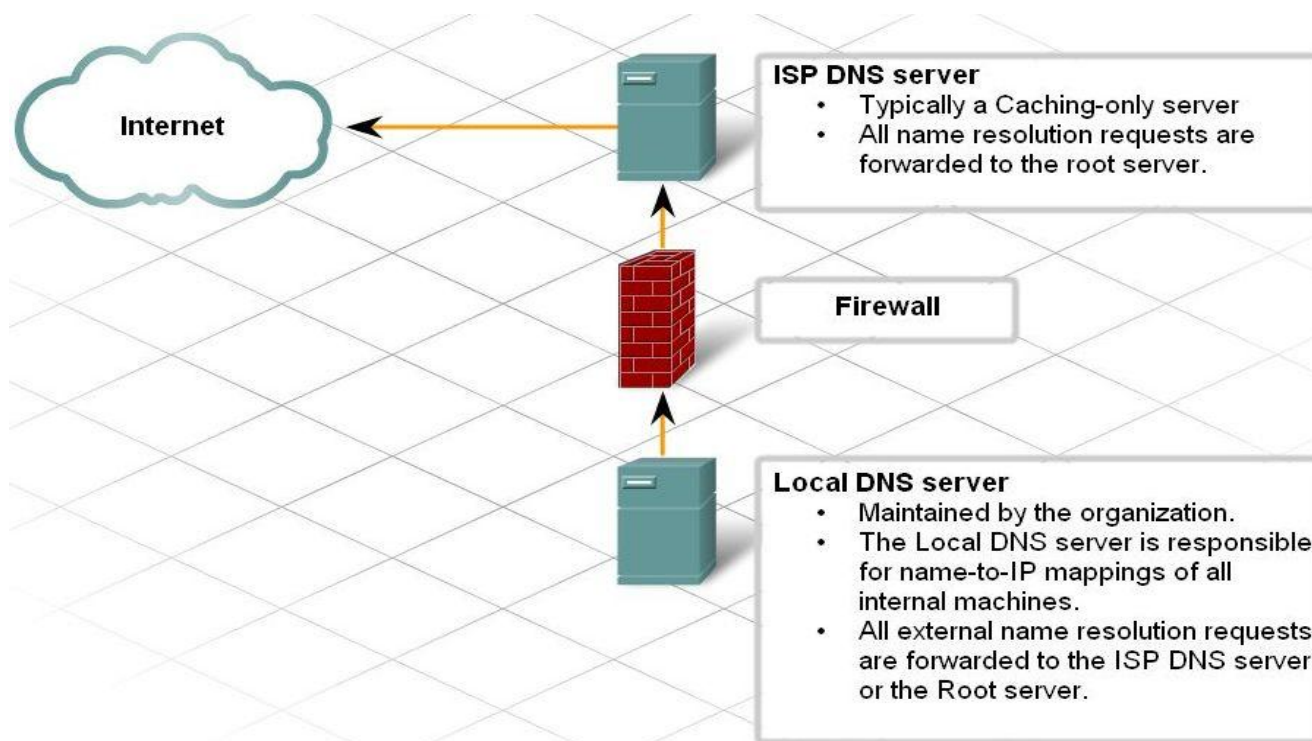 Internet
ISP DNS server
• Typically a Caching-only server
• All name resolution requests are
forwarded to the root server.
Firewall
Local DNS server
• Maintained by the organization.
• The Local DNS server is responsible
for name-to-IP mappings of all
internal machines.
• All external name resolution requests
are forwarded to the ISP DNS server
or the Root server.